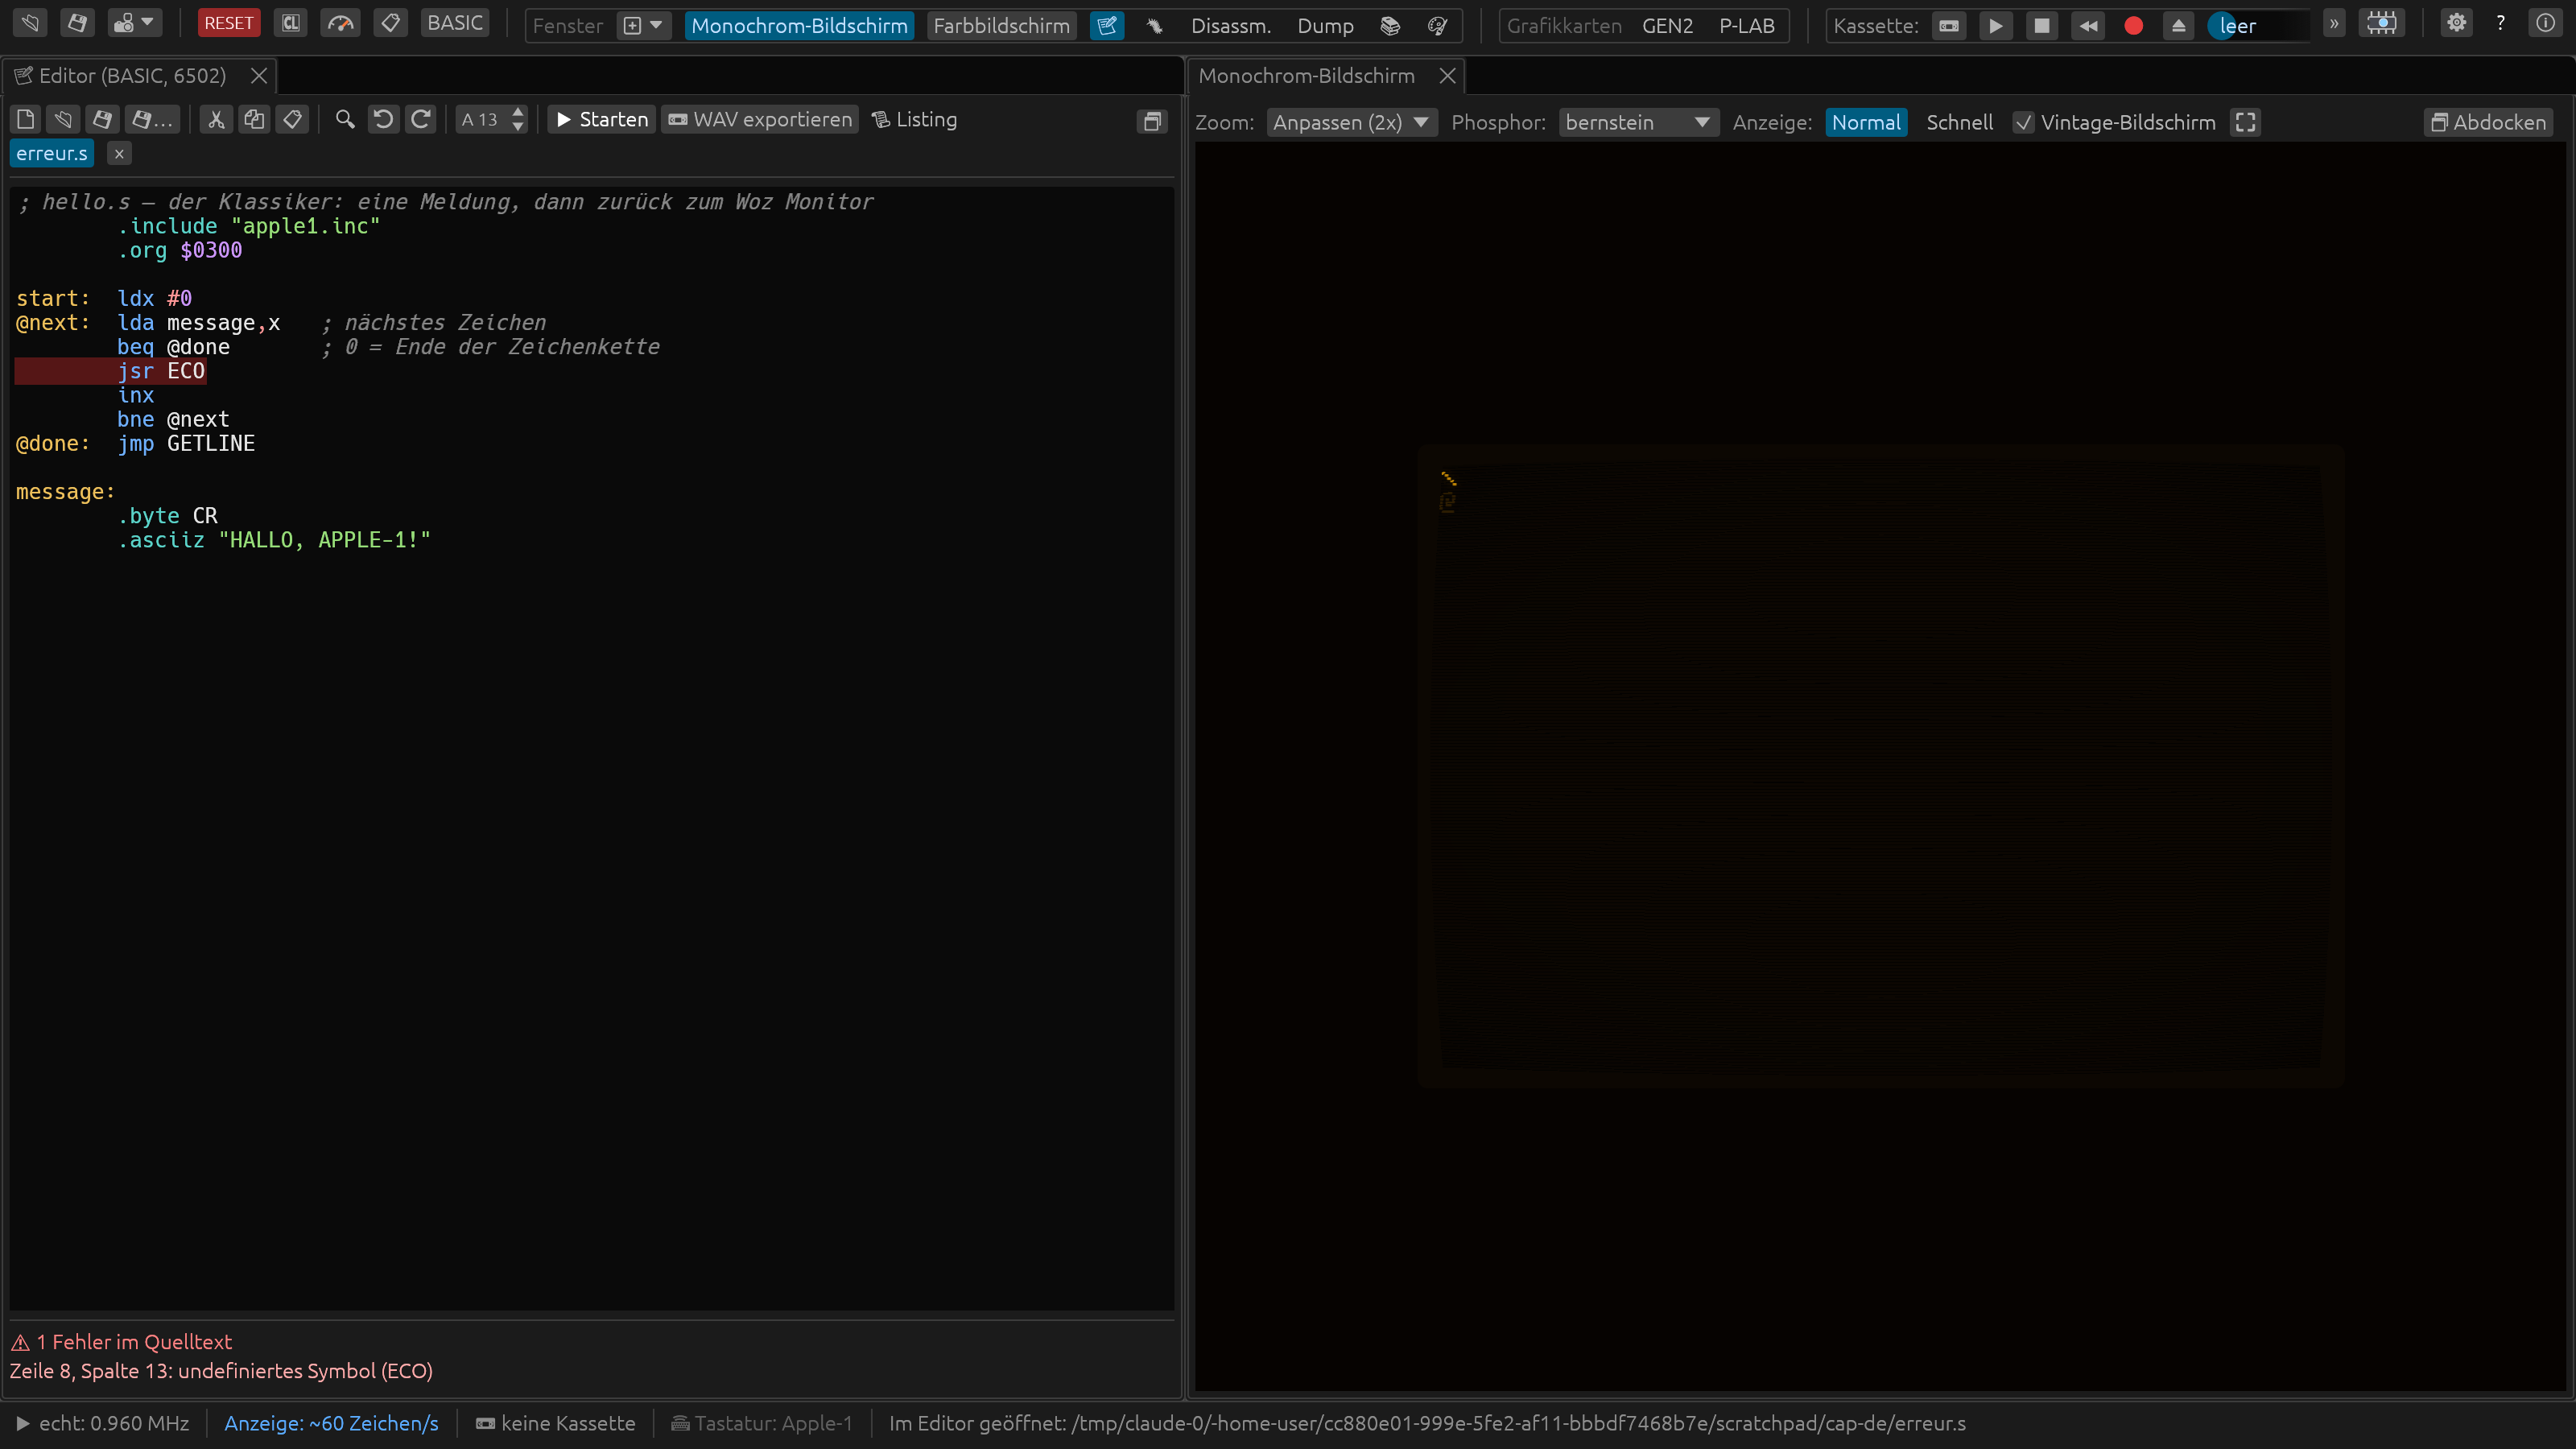 RESET BASIC Fenster Monochrom-Bildschirm Farbbildschirm Disassm. Dump Grafikkarten GEN2 P-LAB Kassette: leer » ?
Editor (BASIC, 6502)
A 13 Starten WAV exportieren Listing
erreur.s x
; hello.s — der Klassiker: eine Meldung, dann zurück zum Woz Monitor
.include "apple1.inc"
.org $0300
start: ldx #0
@next: lda message,x ; nächstes Zeichen
beq @done ; 0 = Ende der Zeichenkette
jsr ECO
inx
bne @next
@done: jmp GETLINE
message:
.byte CR
.asciiz "HALLO, APPLE-1!"
⚠ 1 Fehler im Quelltext
Zeile 8, Spalte 13: undefiniertes Symbol (ECO)
Monochrom-Bildschirm
Zoom: Anpassen (2x) Phosphor: bernstein Anzeige: Normal Schnell Vintage-Bildschirm Abdocken
\
@
echt: 0.960 MHz Anzeige: ~60 Zeichen/s keine Kassette Tastatur: Apple-1 Im Editor geöffnet: /tmp/claude-0/-home-user/cc880e01-999e-5fe2-af11-bbbdf7468b7e/scratchpad/cap-de/erreur.s